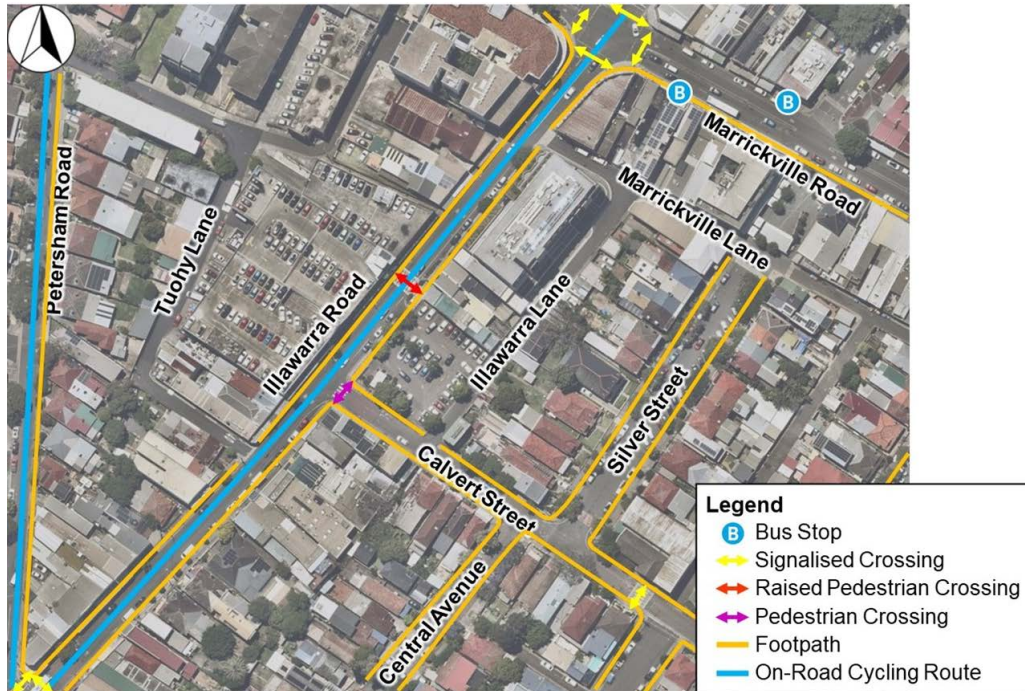 B
B
Marrickville Road
Marrickville Lane
Petersham Road
Tuohy Lane
Illawarra Road
Illawarra Lane
Silver Street
Calvert Street
Central Avenue
Legend
B Bus Stop
Signalised Crossing
Raised Pedestrian Crossing
Pedestrian Crossing
Footpath
On-Road Cycling Route